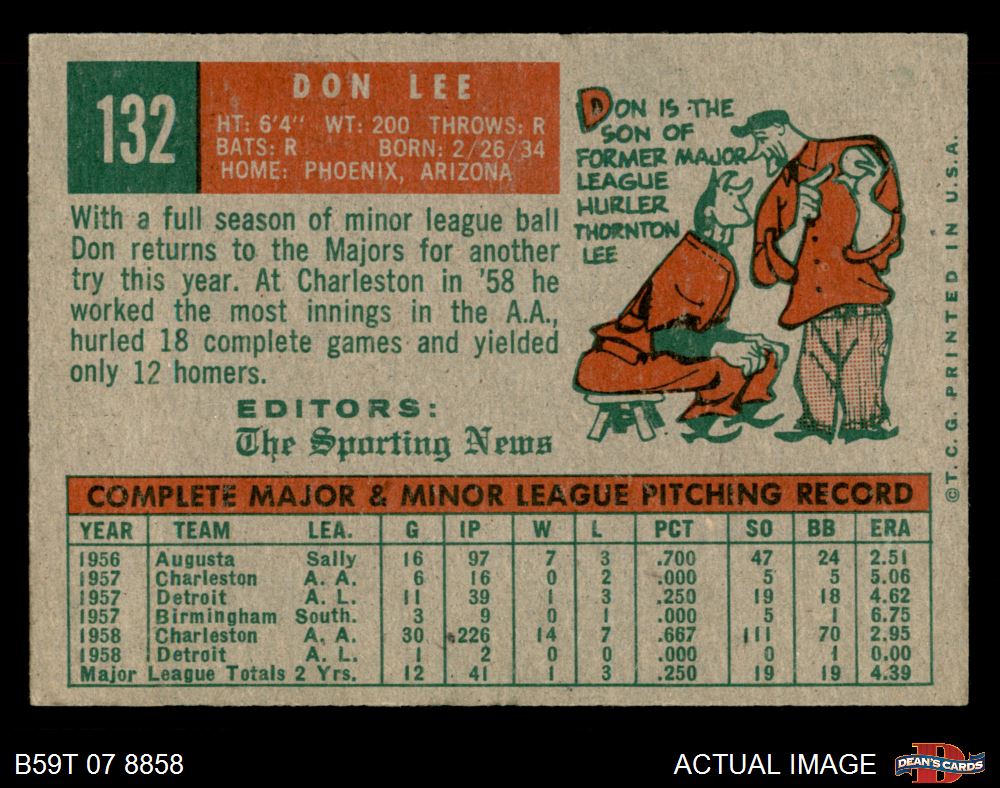 132
DON LEE
HT: 6'4" WT: 200 THROWS: R
BATS: R BORN: 2/26/34
HOME: PHOENIX, ARIZONA
With a full season of minor league ball
Don returns to the Majors for another
try this year. At Charleston in '58 he
worked the most innings in the A.A.,
hurled 18 complete games and yielded
only 12 homers.
EDITORS:
The Sporting News
DON IS THE
SON OF
FORMER MAJOR
LEAGUE
HURLER
THORNTON
LEE
©T.C.G. PRINTED IN U.S.A.
COMPLETE MAJOR & MINOR LEAGUE PITCHING RECORD
YEAR TEAM LEA. G IP W L PCT SO BB ERA
1956 Augusta Sally 16 97 7 3 .700 47 24 2.51
1957 Charleston A. A. 6 16 0 2 .000 5 5 5.06
1957 Detroit A. L. 11 39 1 3 .250 19 18 4.62
1957 Birmingham South. 3 9 0 1 .000 5 1 6.75
1958 Charleston A. A. 30 226 14 7 .667 111 70 2.95
1958 Detroit A. L. 1 2 0 0 .000 0 1 0.00
Major League Totals 2 Yrs. 12 41 1 3 .250 19 19 4.39
B59T 07 8858
ACTUAL IMAGE
D
DEAN'S CARDS